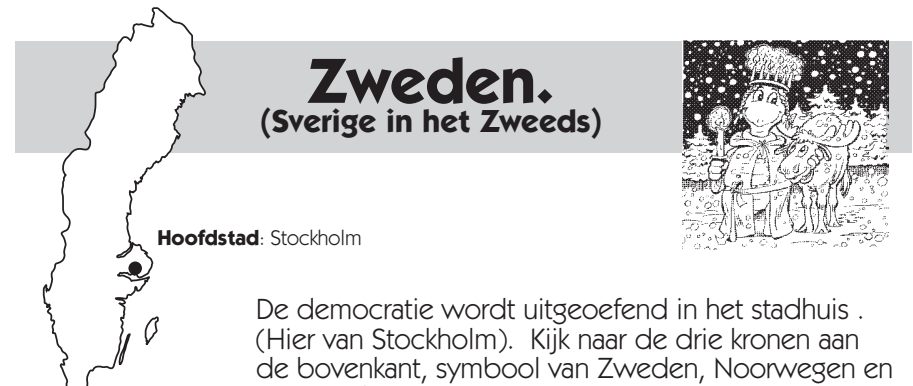 Zweden.
(Sverige in het Zweeds)
Hoofdstad: Stockholm
De democratie wordt uitgeoefend in het stadhuis .
(Hier van Stockholm). Kijk naar de drie kronen aan
de bovenkant, symbool van Zweden, Noorwegen en